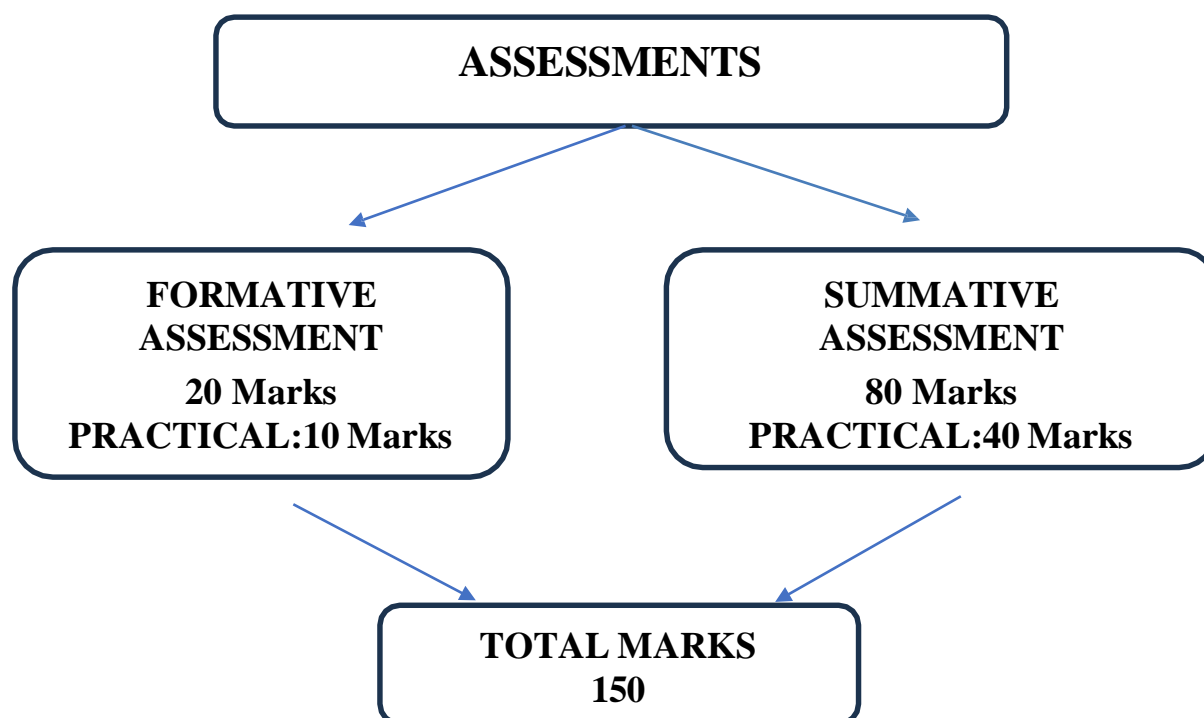 ASSESSMENTS
FORMATIVE
ASSESSMENT
20 Marks
PRACTICAL:10 Marks
SUMMATIVE
ASSESSMENT
80 Marks
PRACTICAL:40 Marks
TOTAL MARKS
150